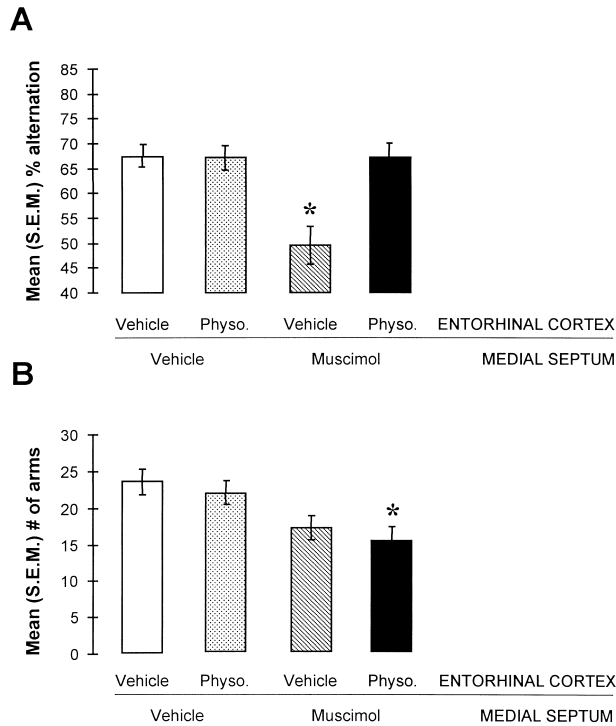 A
Mean (S.E.M.) % alternation
85
80
75
70
65
60
55
50
45
40
*
Vehicle Physo. Vehicle Physo. ENTORHINAL CORTEX
Vehicle Muscimol MEDIAL SEPTUM
B
Mean (S.E.M.) # of arms
30
25
20
15
10
5
0
*
Vehicle Physo. Vehicle Physo. ENTORHINAL CORTEX
Vehicle Muscimol MEDIAL SEPTUM